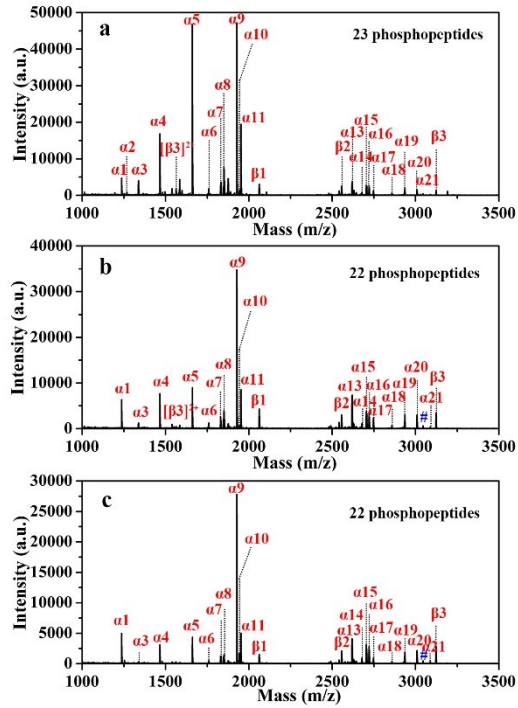 a
23 phosphopeptides
Intensity (a.u.)
50000
40000
30000
20000
10000
0
α1
α2
α3
α4
[β3]²
α5
α6
α7
α8
α9
α10
α11
β1
β2
α13
α14
α15
α16
α17
α18
α19
α20
α21
β3
1000 1500 2000 2500 3000 3500
Mass (m/z)
b
22 phosphopeptides
Intensity (a.u.)
40000
30000
20000
10000
0
α1
α3
α4
[β3]²⁺
α5
α6
α7
α8
α9
α10
α11
β1
β2
α13
α14
α15
α16
α17
α18
α19
α20
#
α21
β3
1000 1500 2000 2500 3000 3500
Mass (m/z)
c
22 phosphopeptides
Intensity (a.u.)
30000
25000
20000
15000
10000
5000
0
α1
α3
α4
α5
α6
α7
α8
α9
α10
α11
β1
β2
α13
α14
α15
α16
α17
α18
α19
α20
#
α21
β3
1000 1500 2000 2500 3000 3500
Mass (m/z)